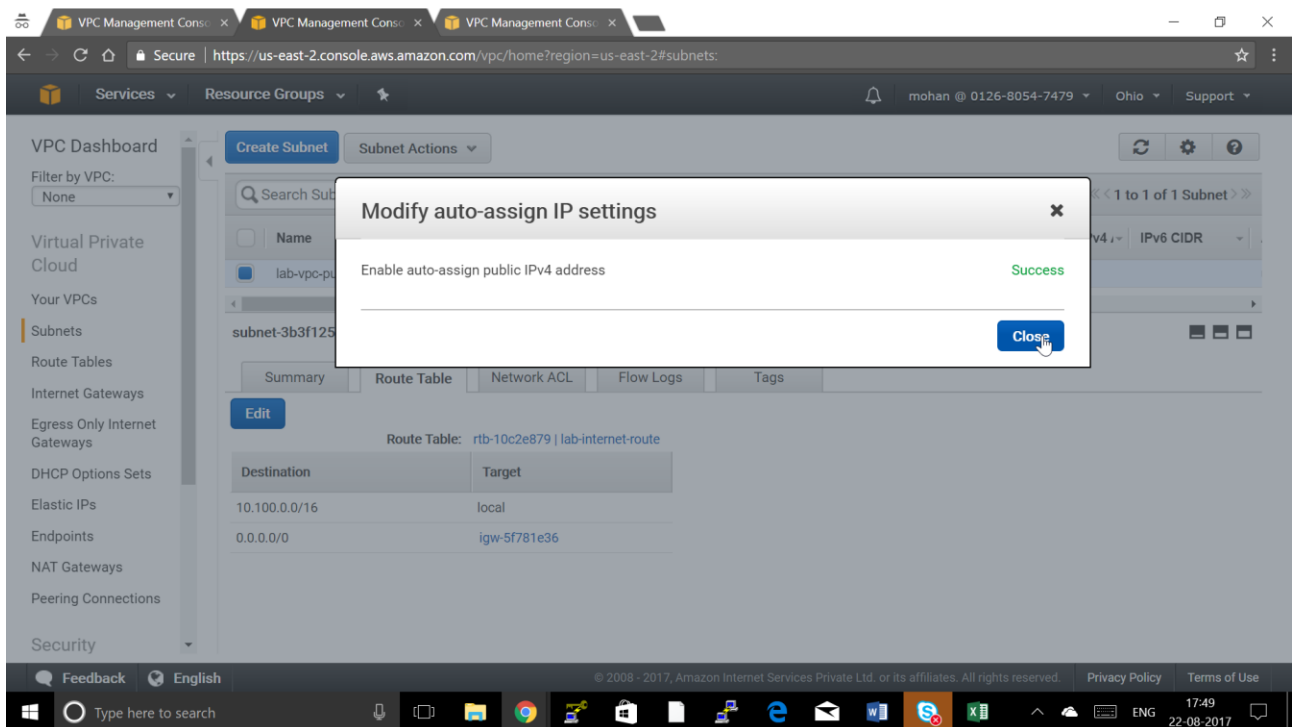 VPC Management Conso
VPC Management Conso
VPC Management Conso
Secure
https://us-east-2.console.aws.amazon.com/vpc/home?region=us-east-2#subnets:
Services
Resource Groups
mohan @ 0126-8054-7479
Ohio
Support
VPC Dashboard
Filter by VPC:
None
Virtual Private
Cloud
Your VPCs
Subnets
Route Tables
Internet Gateways
Egress Only Internet
Gateways
DHCP Options Sets
Elastic IPs
Endpoints
NAT Gateways
Peering Connections
Security
Create Subnet
Subnet Actions
Search Sub
1 to 1 of 1 Subnet
Name
IPv6 CIDR
lab-vpc-pu
Modify auto-assign IP settings
Enable auto-assign public IPv4 address
Success
Close
subnet-3b3f125
Summary
Route Table
Network ACL
Flow Logs
Tags
Edit
Route Table: rtb-10c2e879 | lab-internet-route
Destination Target
10.100.0.0/16 local
0.0.0.0/0 igw-5f781e36
Feedback
English
© 2008 - 2017, Amazon Internet Services Private Ltd. or its affiliates. All rights reserved.
Privacy Policy
Terms of Use
Type here to search
ENG
17:49
22-08-2017